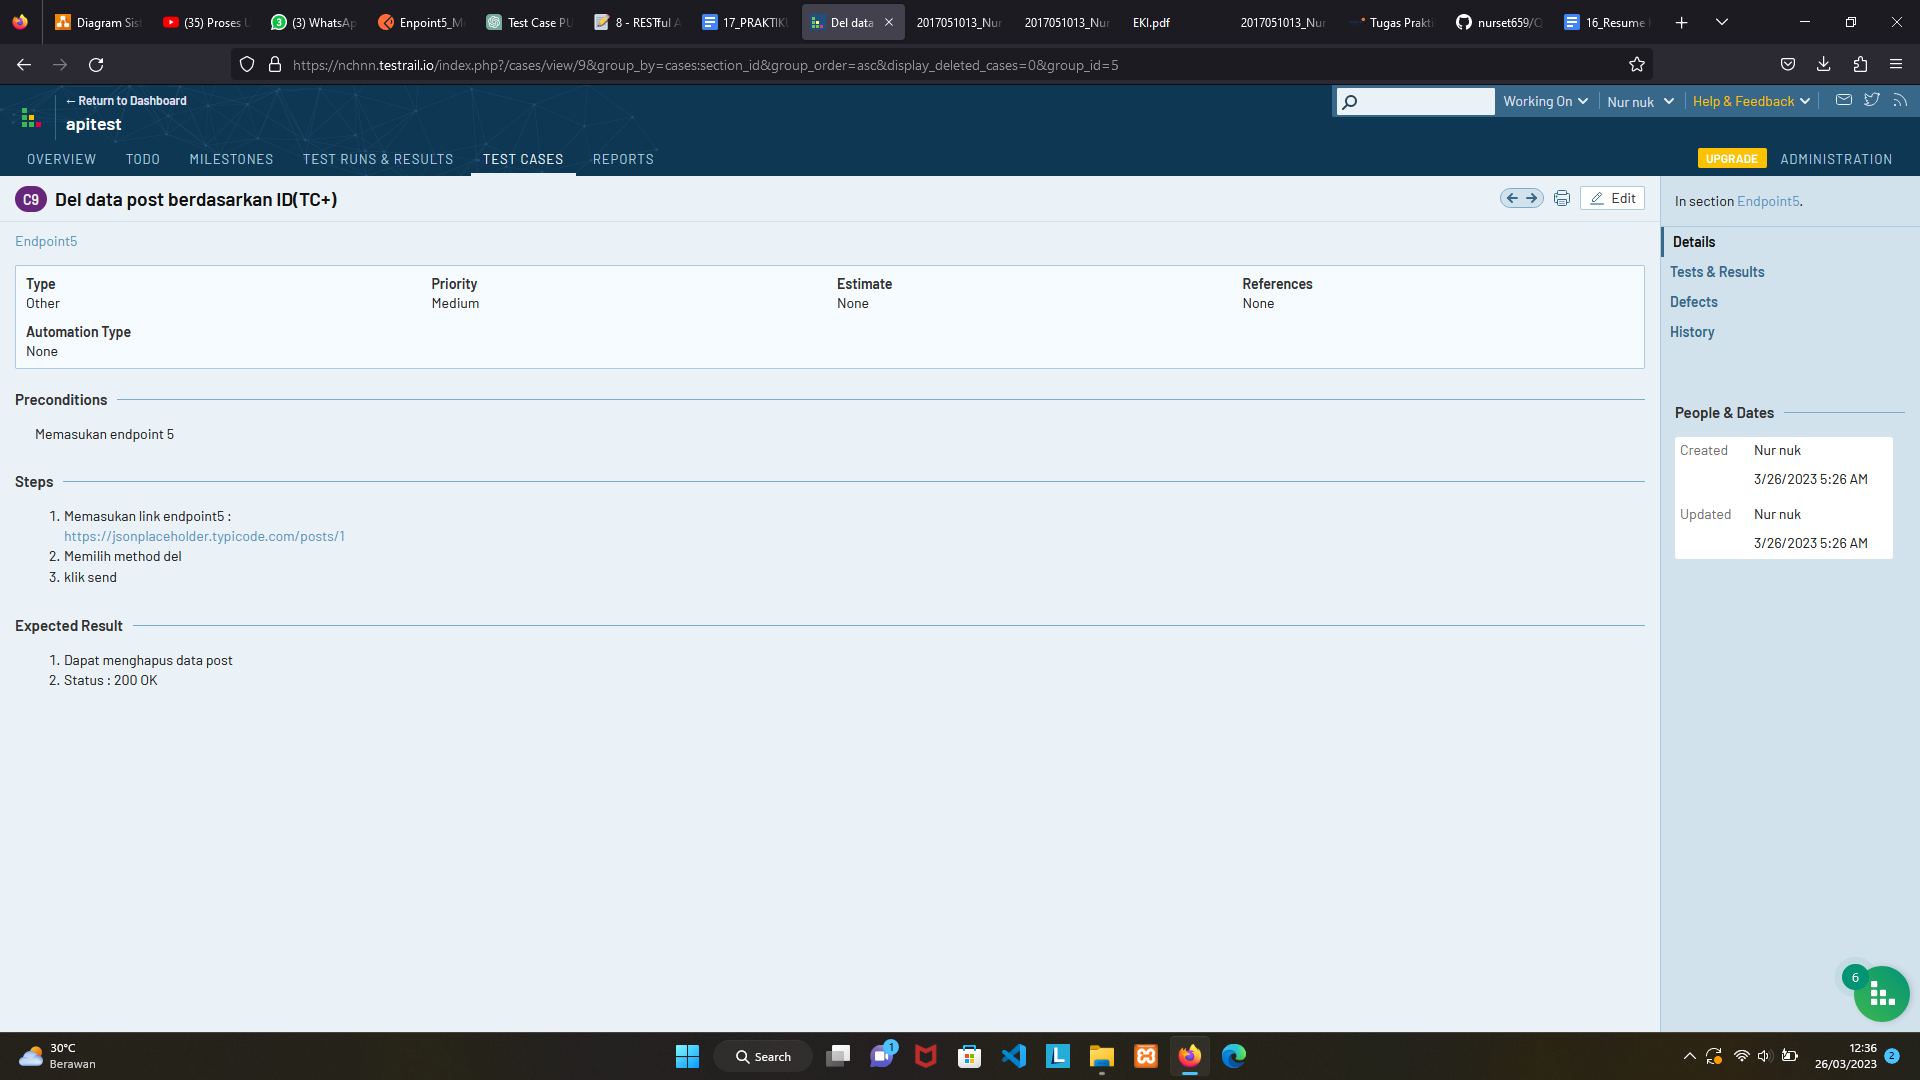 Diagram Sist
(35) Proses U
(3) WhatsAp
Enpoint5_Me
Test Case PU
8 - RESTful A
17_PRAKTIKU
Del data
2017051013_Nur
2017051013_Nur
EKI.pdf
2017051013_Nur
Tugas Prakti
nurset659/Q
16_Resume
https://nchnn.testrail.io/index.php?/cases/view/9&group_by=cases:section_id&group_order=asc&display_deleted_cases=0&group_id=5
← Return to Dashboard
apitest
Working On
Nur nuk
Help & Feedback
OVERVIEW
TODO
MILESTONES
TEST RUNS & RESULTS
TEST CASES
REPORTS
UPGRADE
ADMINISTRATION
C9
Del data post berdasarkan ID(TC+)
Edit
In section Endpoint5.
Endpoint5
Details
Tests & Results
Defects
History
Type
Other
Priority
Medium
Estimate
None
References
None
Automation Type
None
Preconditions
Memasukan endpoint 5
Steps
1. Memasukan link endpoint5 :
https://jsonplaceholder.typicode.com/posts/1
2. Memilih method del
3. klik send
Expected Result
1. Dapat menghapus data post
2. Status : 200 OK
People & Dates
Created
Nur nuk
3/26/2023 5:26 AM
Updated
Nur nuk
3/26/2023 5:26 AM
6
30°C
Berawan
Search
1
L
12:36
26/03/2023
2